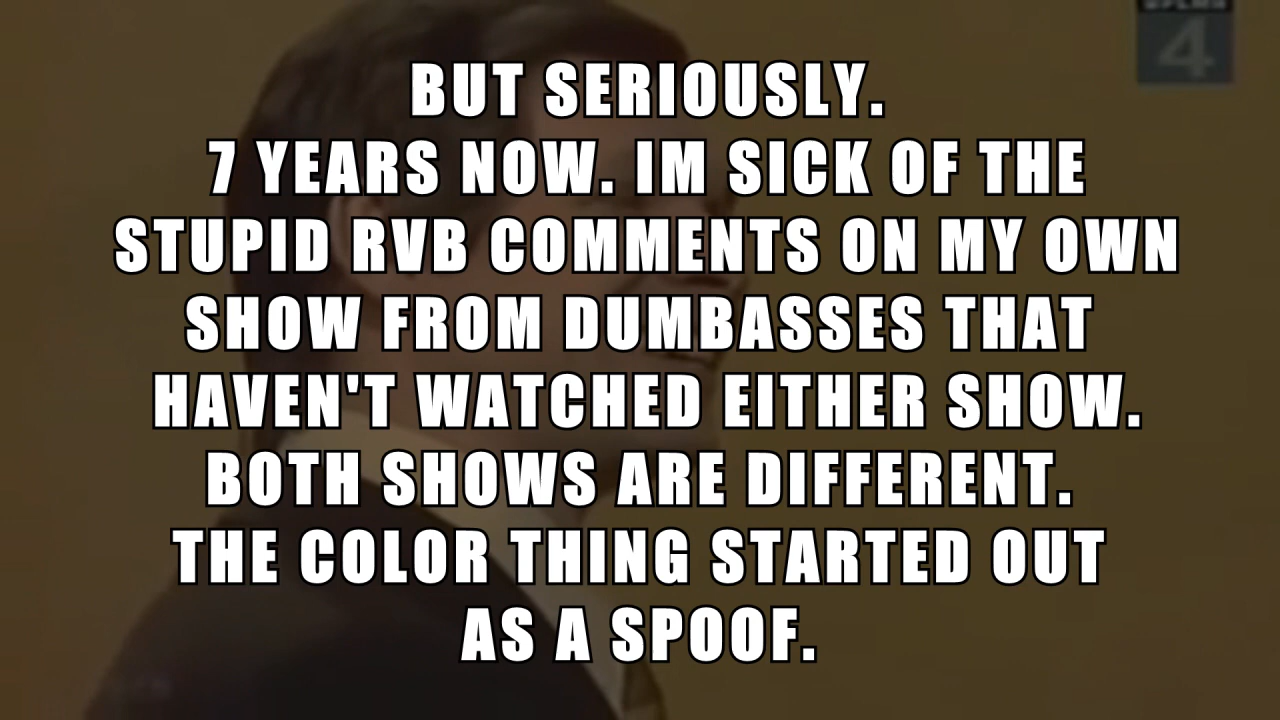 4
BUT SERIOUSLY.
7 YEARS NOW. IM SICK OF THE
STUPID RVB COMMENTS ON MY OWN
SHOW FROM DUMBASSES THAT
HAVEN'T WATCHED EITHER SHOW.
BOTH SHOWS ARE DIFFERENT.
THE COLOR THING STARTED OUT
AS A SPOOF.